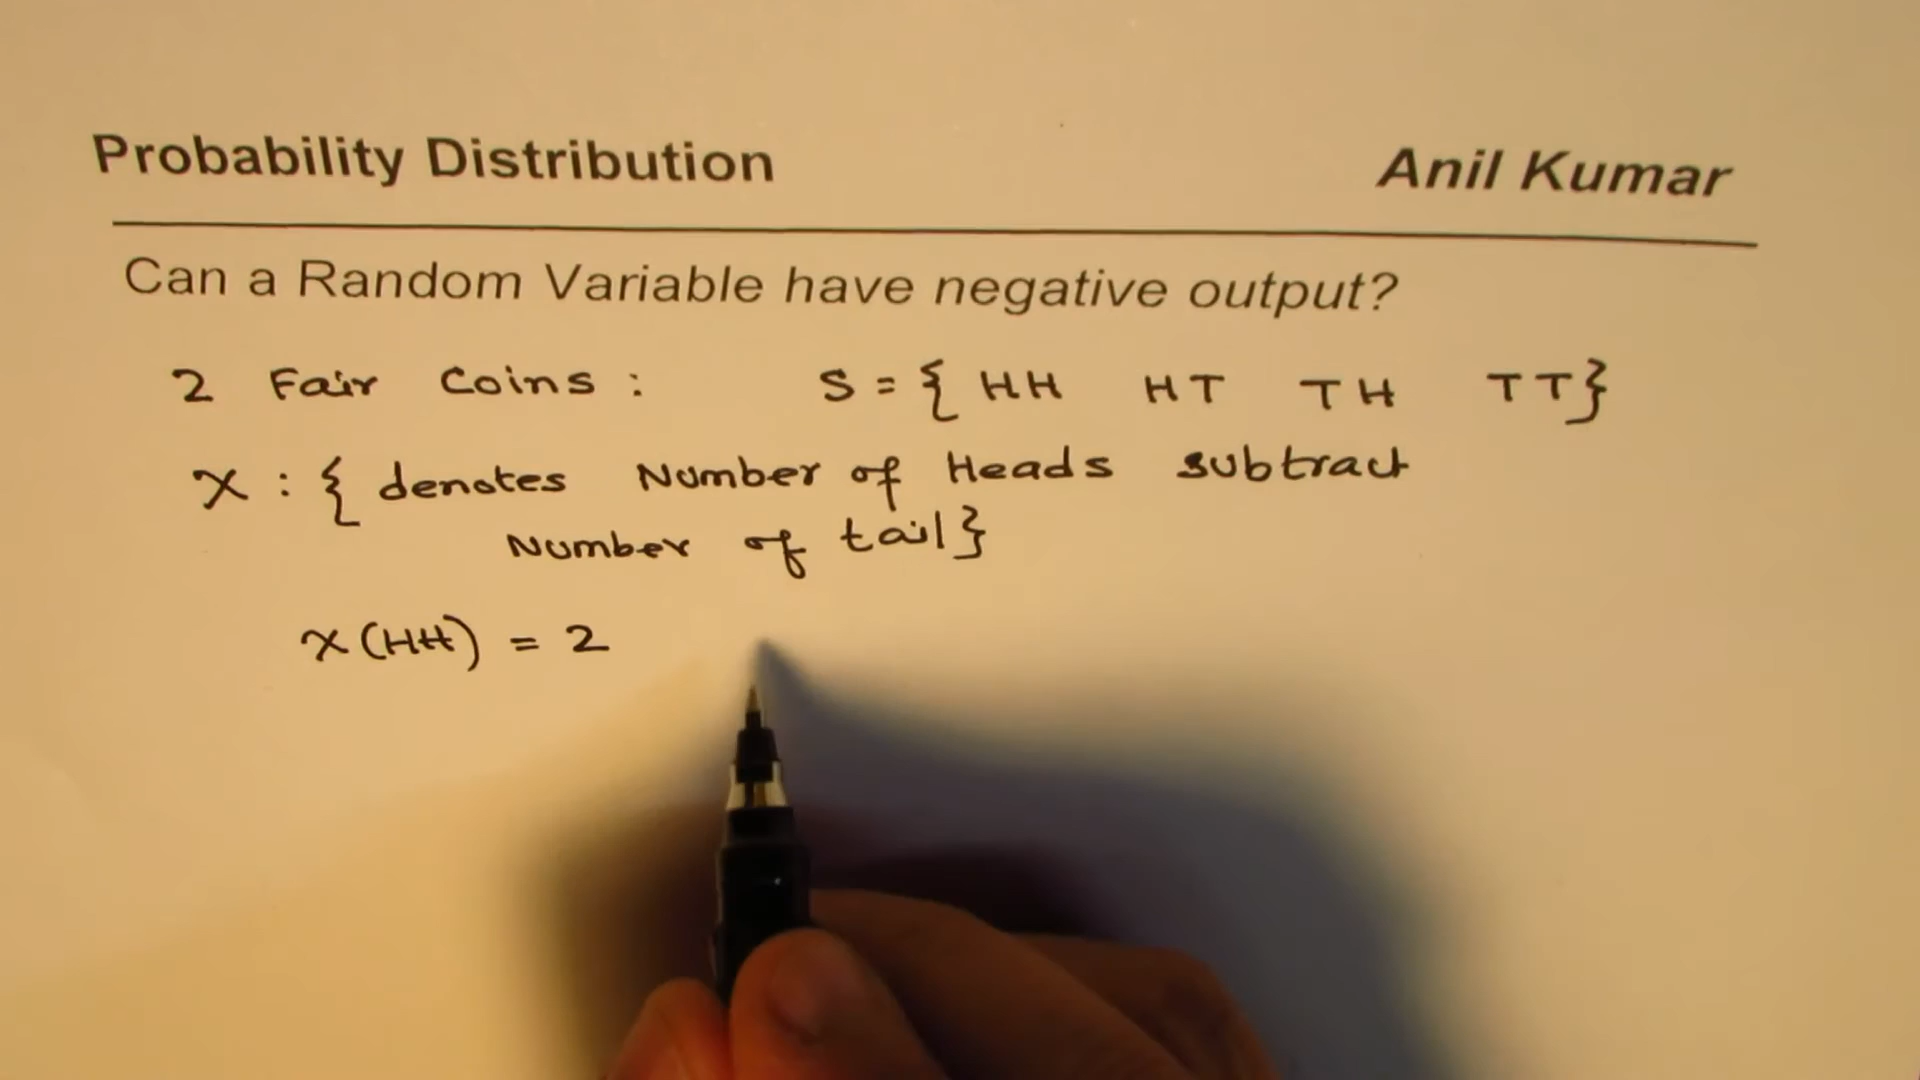 Probability Distribution Anil Kumar
Can a Random Variable have negative output?
2 Fair Coins : S = { HH HT TH TT}
X : { denotes Number of Heads subtract
Number of tail}
X (HH) = 2